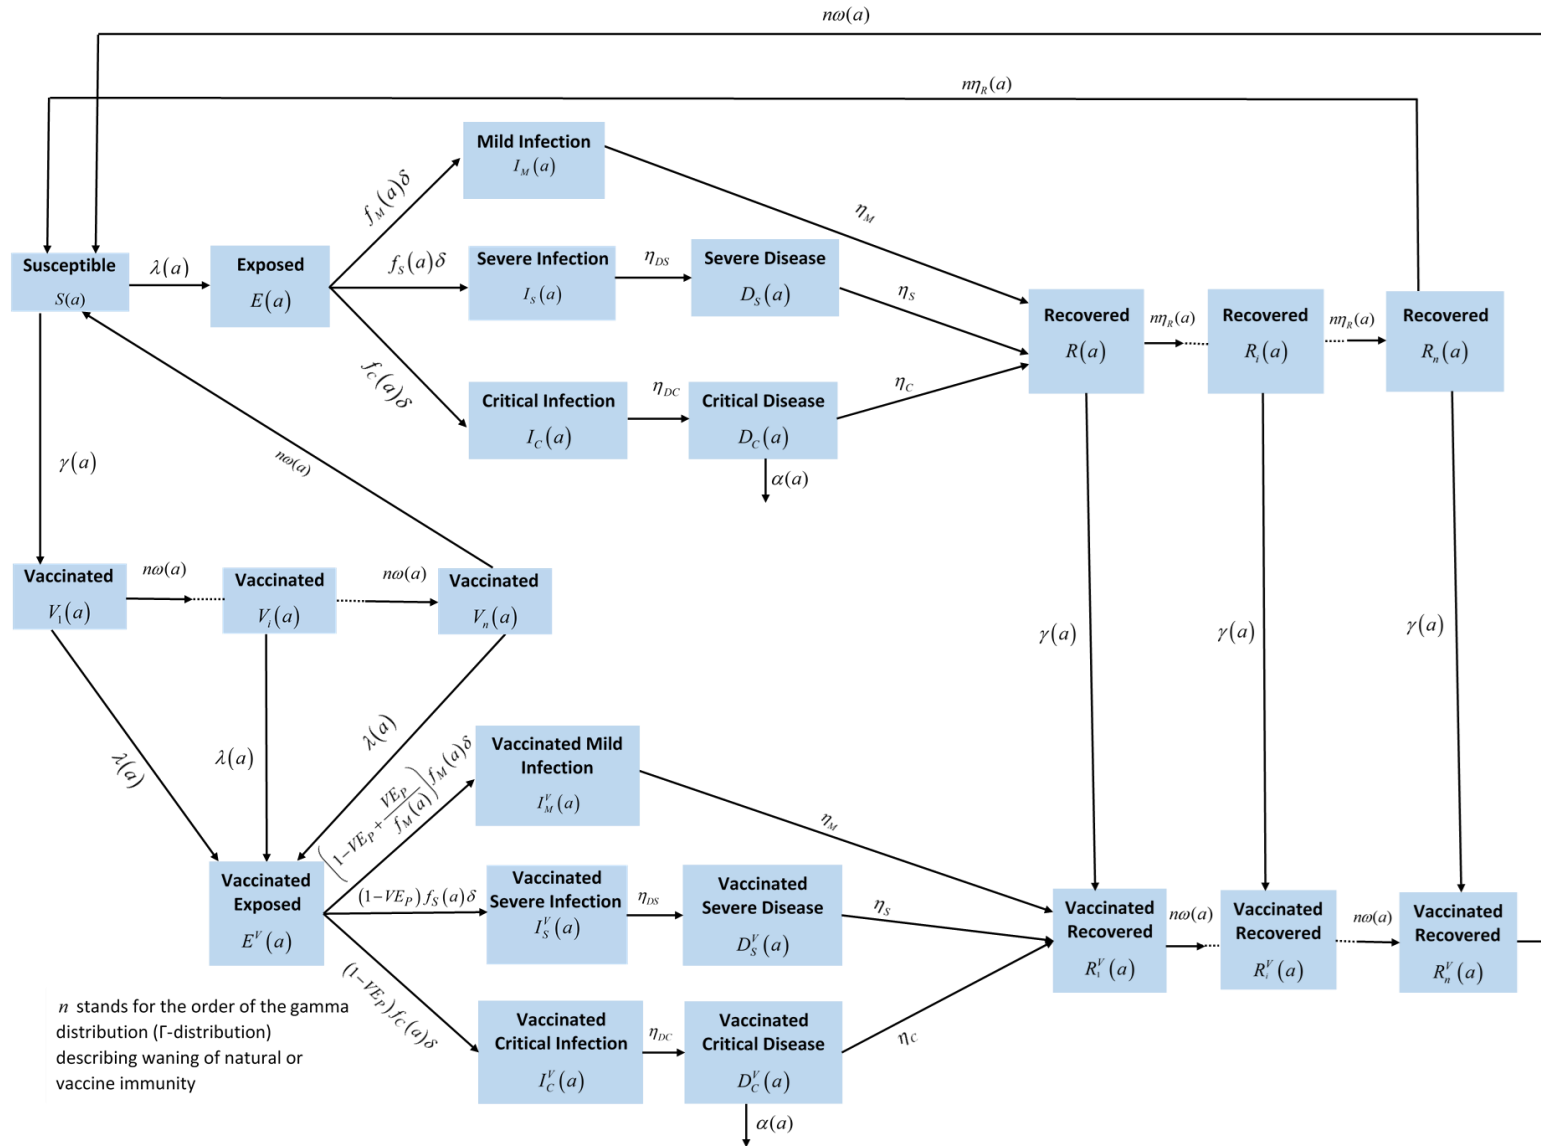 nω(a)
nη_R(a)
Mild Infection
I_M(a)
f_M(a)δ
η_M
Susceptible
S(a)
λ(a)
Exposed
E(a)
f_S(a)δ
Severe Infection
I_S(a)
η_DS
Severe Disease
D_S(a)
η_S
Recovered
R(a)
nη_R(a)
Recovered
R_i(a)
nη_R(a)
Recovered
R_n(a)
f_C(a)δ
Critical Infection
I_C(a)
η_DC
Critical Disease
D_C(a)
η_C
α(a)
γ(a)
nω(a)
Vaccinated
V_1(a)
nω(a)
Vaccinated
V_i(a)
nω(a)
Vaccinated
V_n(a)
γ(a)
γ(a)
γ(a)
λ(a)
λ(a)
λ(a)
(1−VE_P + VE_P/f_M(a)) f_M(a)δ
Vaccinated Mild
Infection
I_M^V(a)
η_M
Vaccinated
Exposed
E^V(a)
(1−VE_P) f_S(a)δ
Vaccinated
Severe Infection
I_S^V(a)
η_DS
Vaccinated
Severe Disease
D_S^V(a)
η_S
Vaccinated
Recovered
R_i^V(a)
nω(a)
Vaccinated
Recovered
R_i^V(a)
nω(a)
Vaccinated
Recovered
R_n^V(a)
(1−VE_P) f_C(a)δ
Vaccinated
Critical Infection
I_C^V(a)
η_DC
Vaccinated
Critical Disease
D_C^V(a)
η_C
α(a)
n stands for the order of the gamma
distribution (Γ-distribution)
describing waning of natural or
vaccine immunity